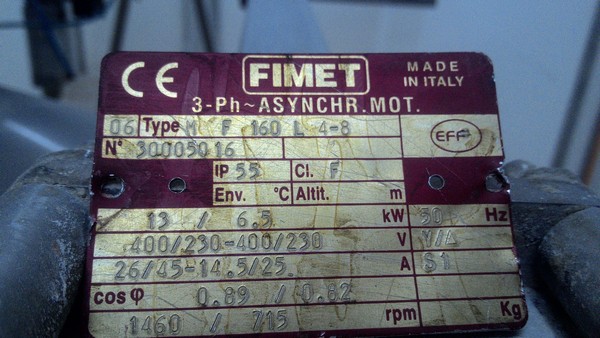 CE FIMET MADE IN ITALY
3-Ph~ASYNCHR.MOT.
06 Type M F 160 L 4-8 EFF
N° 30005016
IP 55 Cl. F
Env. °C Altit. m
13 / 6.5 kW 50 Hz
400/230-400/230 V Y/Δ
26/45-14.5/25 A S1
cos φ 0.89 / 0.82
1460 / 715 rpm Kg